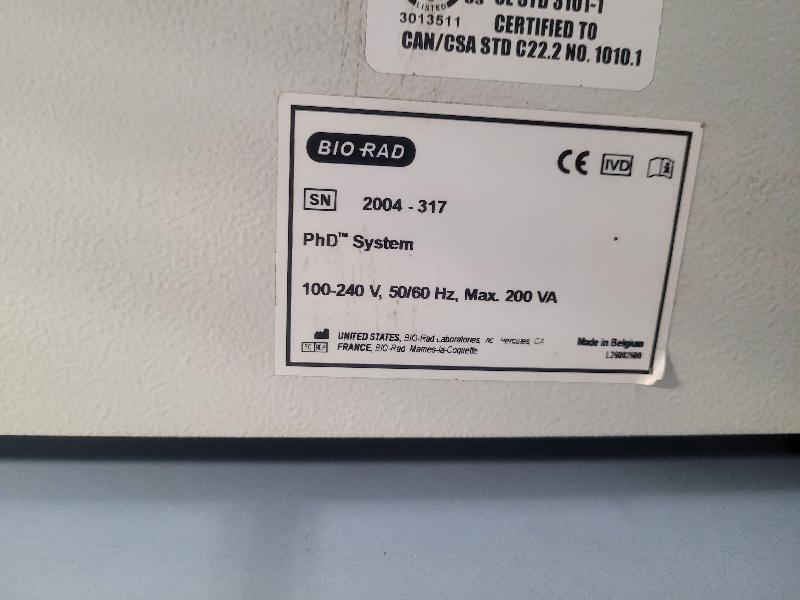 LISTED
3013511
CERTIFIED TO
CAN/CSA STD C22.2 NO. 1010.1
BIO-RAD
CE IVD
SN 2004 - 317
PhD™ System
100-240 V, 50/60 Hz, Max. 200 VA
UNITED STATES, BIO-Rad Laboratories, Hercules, CA
FRANCE, BIO-Rad, Marnes-la-Coquette
Made in Belgium